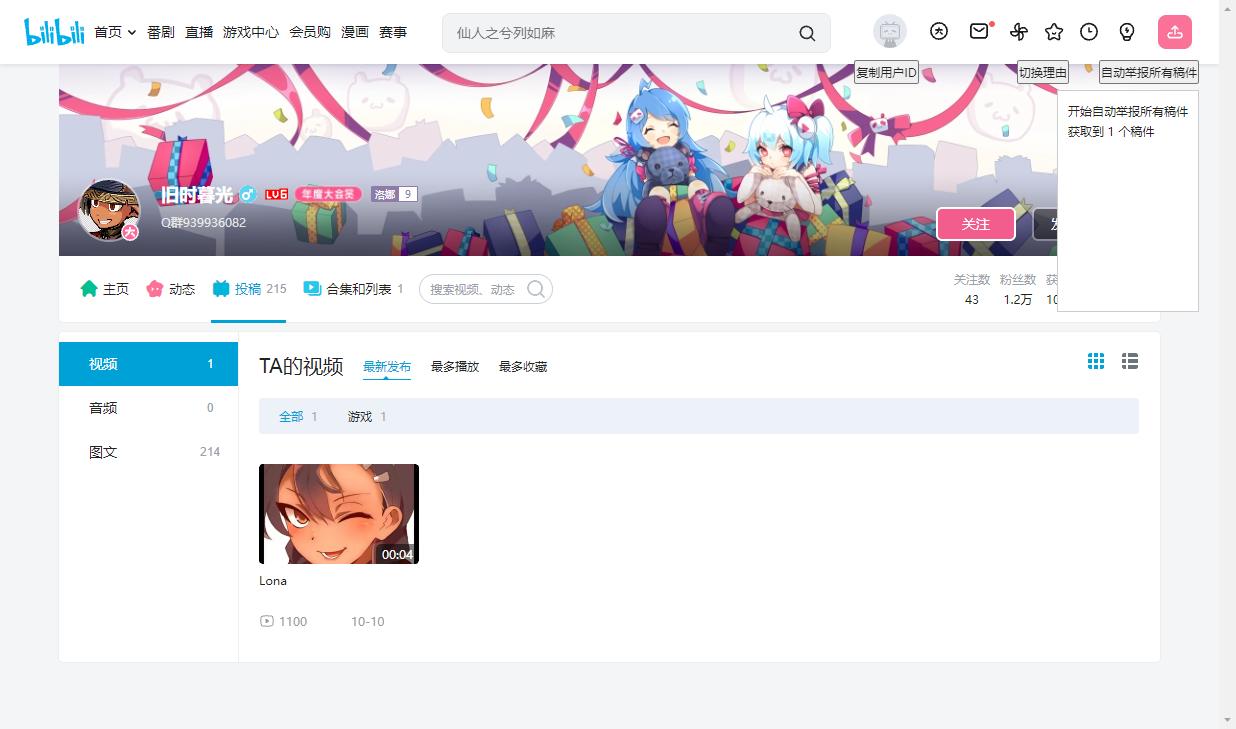 bilibili 首页 番剧 直播 游戏中心 会员购 漫画 赛事 仙人之兮列如麻
复制用户ID 切换理由 自动举报所有稿件
开始自动举报所有稿件
获取到 1 个稿件
旧时暮光 LV6 年度大会员 洛娜 9
Q群939936082
大
关注 发
主页 动态 投稿 215 合集和列表 1 搜索视频、动态
关注数 粉丝数 获
43 1.2万 10
视频 1
音频 0
图文 214
TA的视频 最新发布 最多播放 最多收藏
全部 1 游戏 1
00:04
Lona
1100 10-10